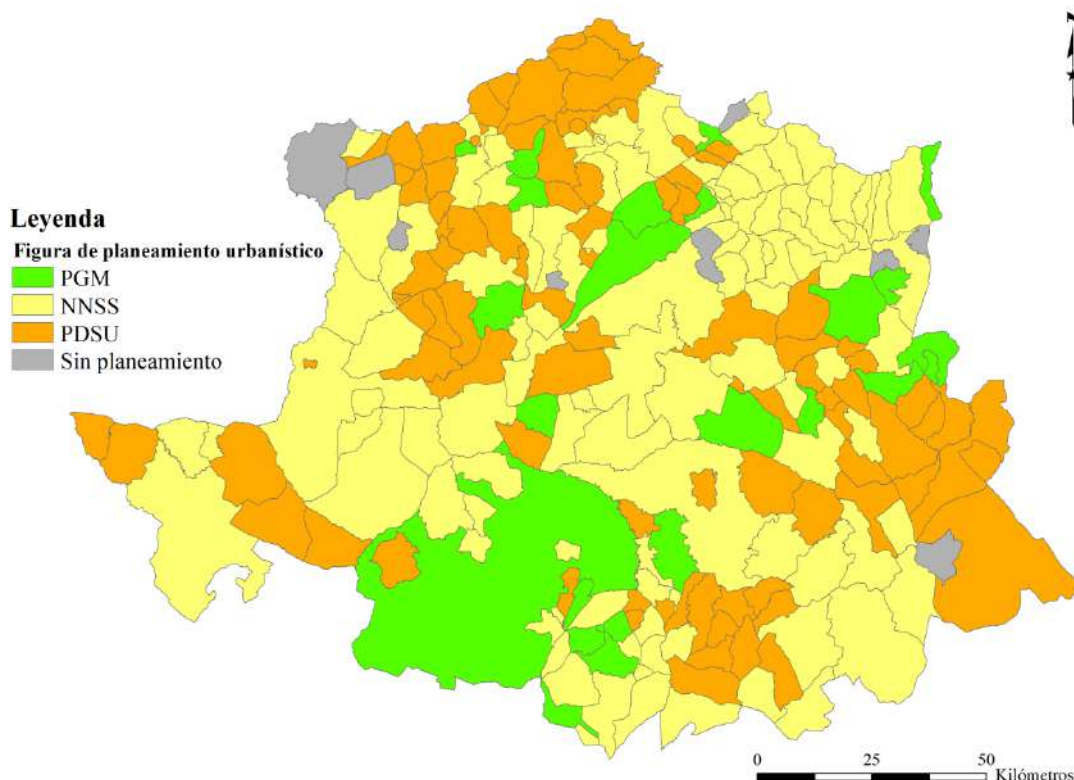 Leyenda
Figura de planeamiento urbanístico
PGM
NNSS
PDSU
Sin planeamiento
0 25 50
Kilómetros